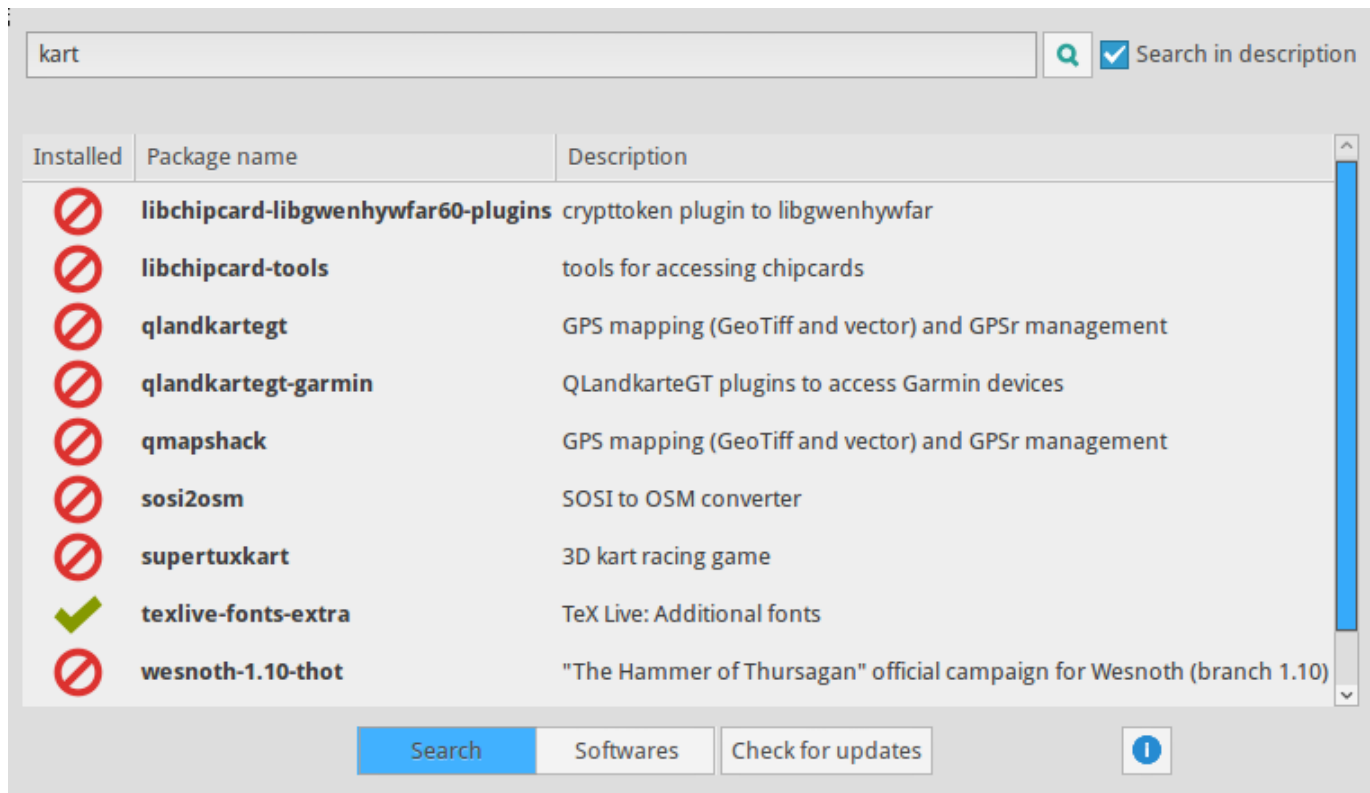 kart
Search in description
Installed Package name Description
libchipcard-libgwenhywfar60-plugins crypttoken plugin to libgwenhywfar
libchipcard-tools tools for accessing chipcards
qlandkartegt GPS mapping (GeoTiff and vector) and GPSr management
qlandkartegt-garmin QLandkarteGT plugins to access Garmin devices
qmapshack GPS mapping (GeoTiff and vector) and GPSr management
sosi2osm SOSI to OSM converter
supertuxkart 3D kart racing game
texlive-fonts-extra TeX Live: Additional fonts
wesnoth-1.10-thot "The Hammer of Thursagan" official campaign for Wesnoth (branch 1.10)
Search Softwares Check for updates